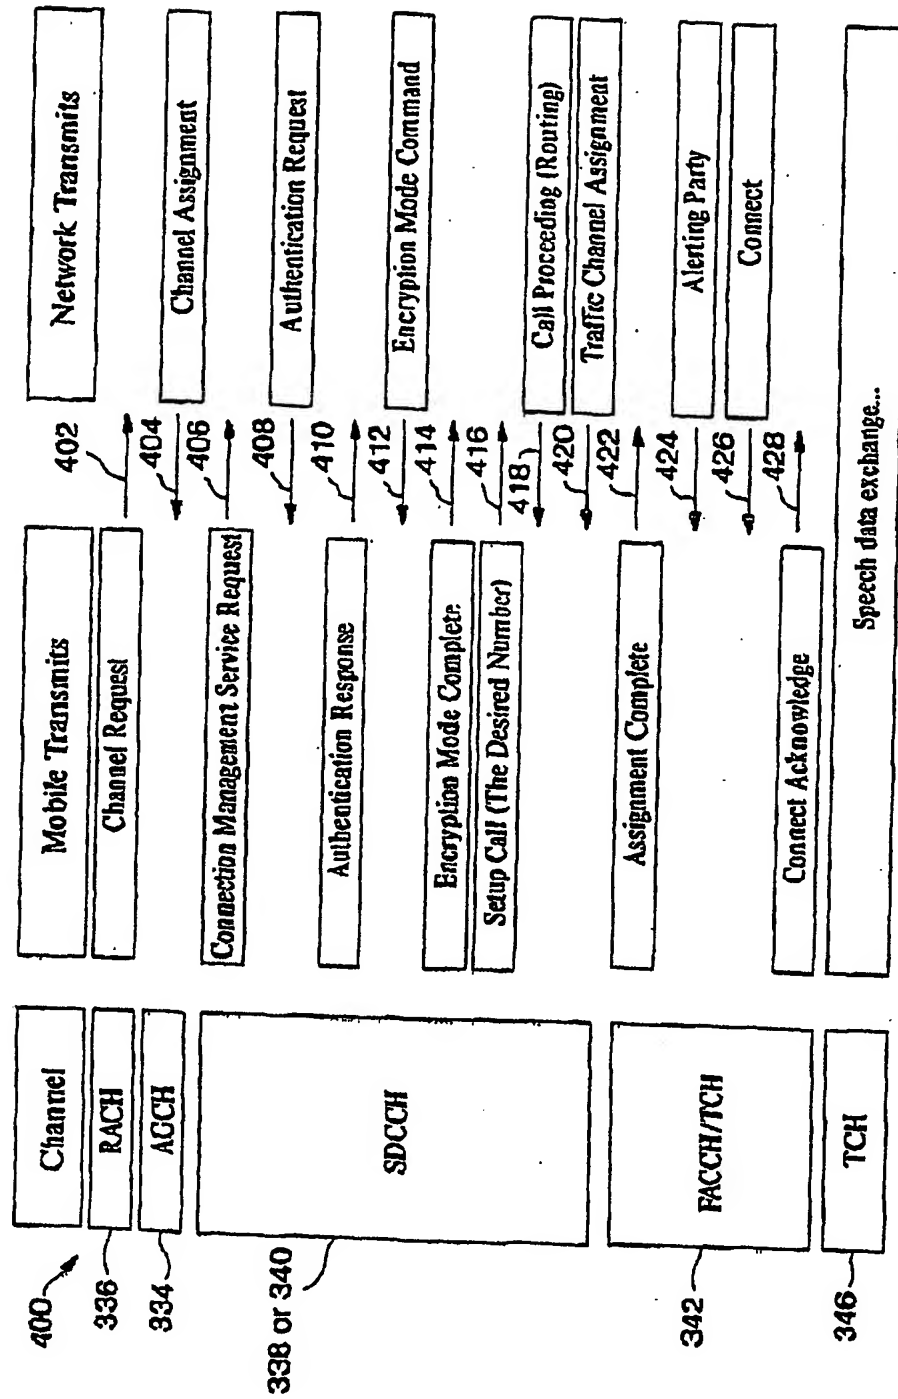 400
Channel
Mobile Transmits
Network Transmits
336
RACH
Channel Request
402
334
AGCH
404
Channel Assignment
338 or 340
SDCCH
Connection Management Service Request
406
408
Authentication Request
Authentication Response
410
412
Encryption Mode Command
Encryption Mode Complete
414
Setup Call (The Desired Number)
416
418
Call Proceeding (Routing)
420
Traffic Channel Assignment
342
FACCH/TCH
Assignment Complete
422
424
Alerting Party
426
Connect
Connect Acknowledge
428
346
TCH
Speech data exchange...